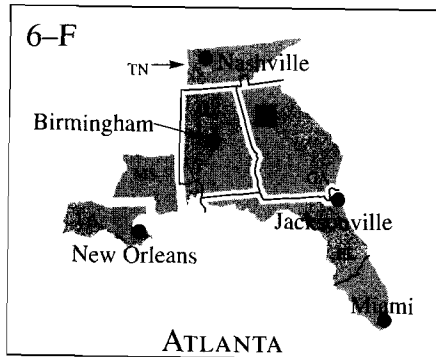 6–F
TN
Nashville
Birmingham
Jacksonville
New Orleans
Miami
ATLANTA